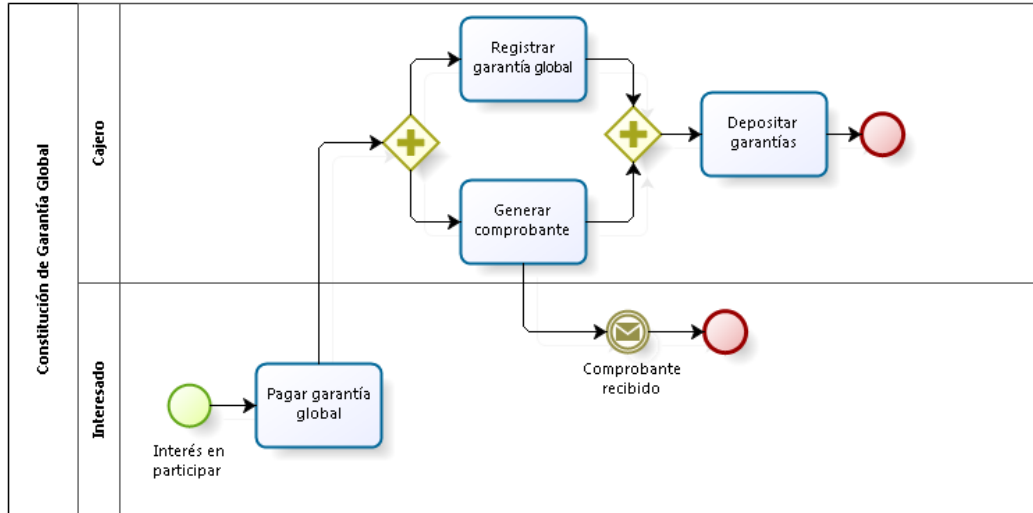 Constitución de Garantía Global
Cajero
Registrar
garantía global
Generar
comprobante
Depositar
garantías
Interesado
Interés en
participar
Pagar garantía
global
Comprobante
recibido